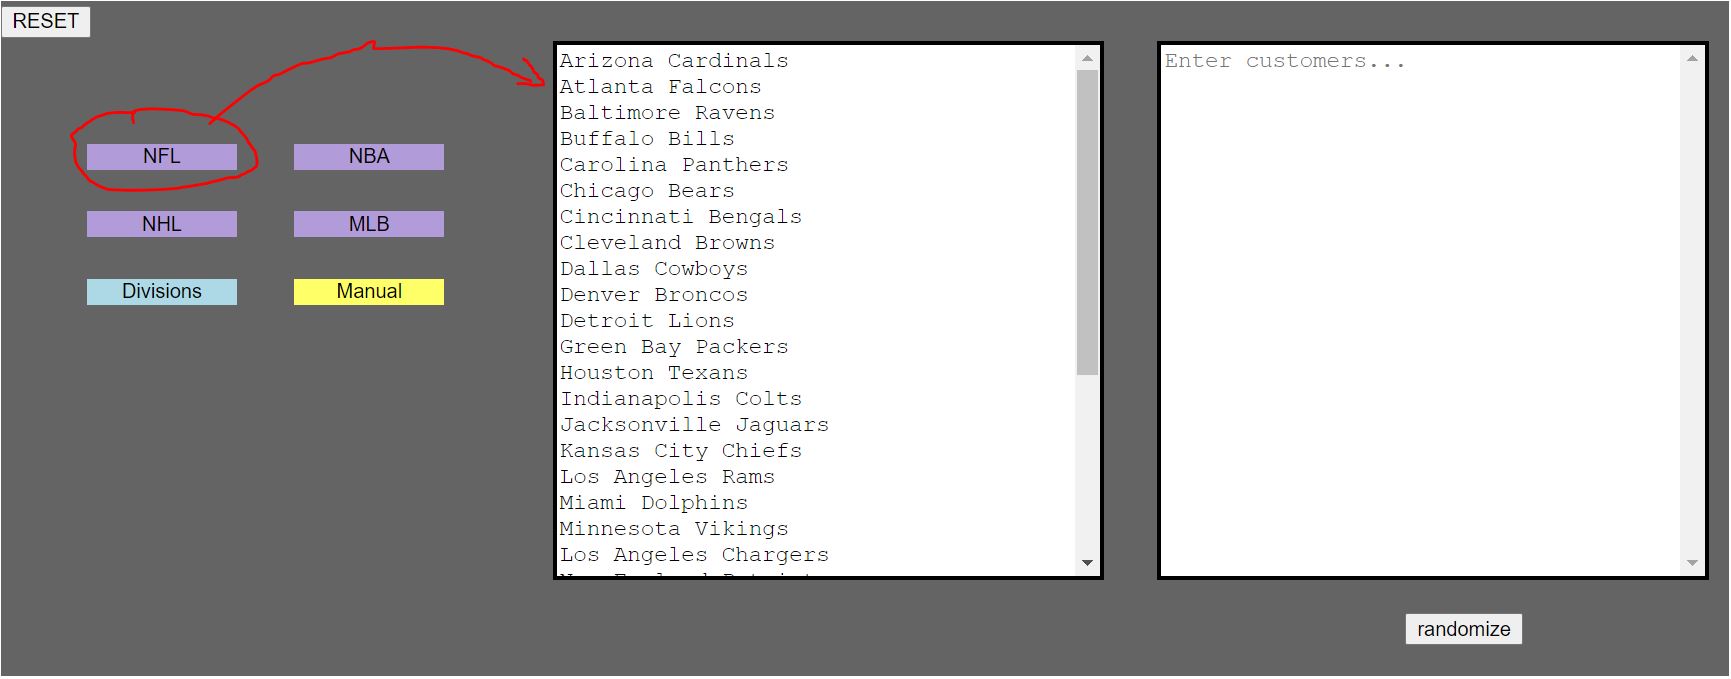 RESET
NFL
NBA
NHL
MLB
Divisions
Manual
Arizona Cardinals
Atlanta Falcons
Baltimore Ravens
Buffalo Bills
Carolina Panthers
Chicago Bears
Cincinnati Bengals
Cleveland Browns
Dallas Cowboys
Denver Broncos
Detroit Lions
Green Bay Packers
Houston Texans
Indianapolis Colts
Jacksonville Jaguars
Kansas City Chiefs
Los Angeles Rams
Miami Dolphins
Minnesota Vikings
Los Angeles Chargers
Enter customers...
randomize